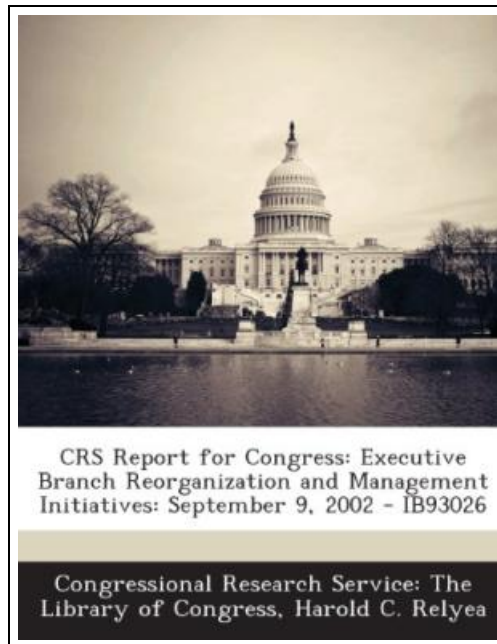 CRS Report for Congress: Executive
Branch Reorganization and Management
Initiatives: September 9, 2002 - IB93026
Congressional Research Service: The
Library of Congress, Harold C. Relyea